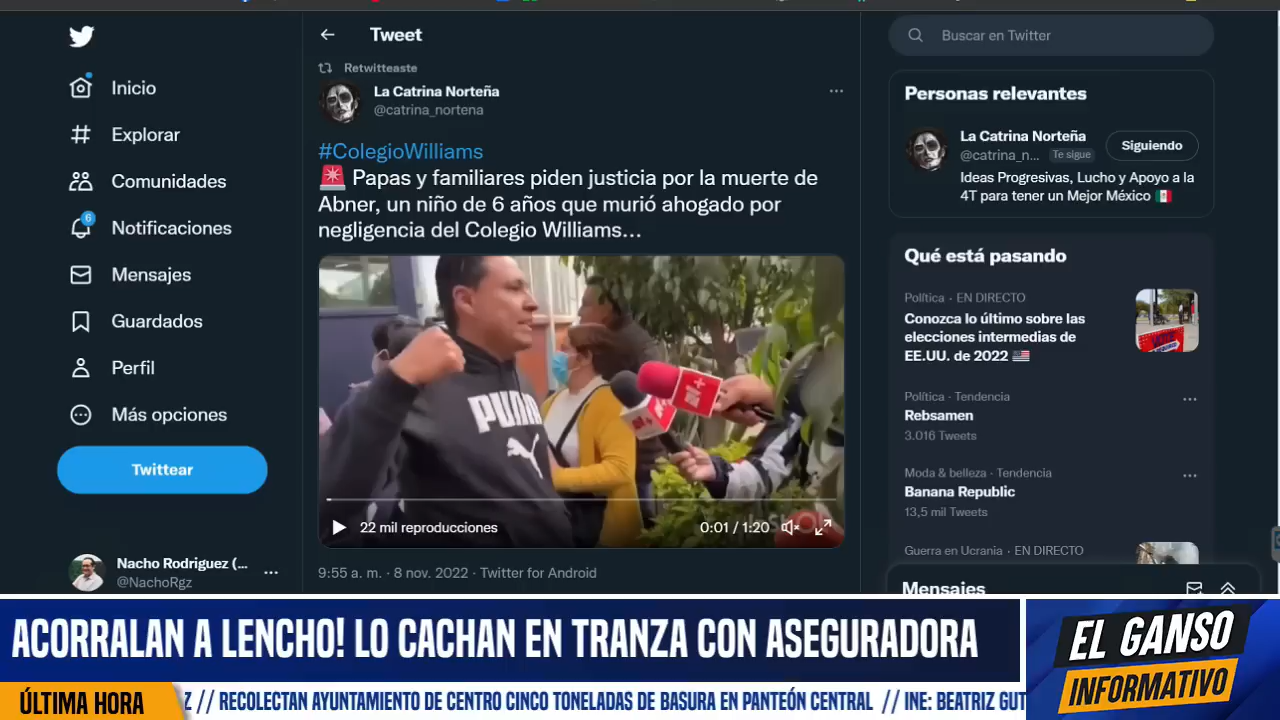 Tweet
Retwitteaste
La Catrina Norteña
@catrina_nortena
#ColegioWilliams
🚨 Papas y familiares piden justicia por la muerte de
Abner, un niño de 6 años que murió ahogado por
negligencia del Colegio Williams...
PUMA
22 mil reproducciones
0:01 / 1:20
9:55 a. m. · 8 nov. 2022 · Twitter for Android
Inicio
Explorar
Comunidades
6
Notificaciones
Mensajes
Guardados
Perfil
Más opciones
Twittear
Nacho Rodriguez (...
@NachoRgz
Buscar en Twitter
Personas relevantes
La Catrina Norteña
@catrina_n... Te sigue
Siguiendo
Ideas Progresivas, Lucho y Apoyo a la
4T para tener un Mejor México 🇲🇽
Qué está pasando
Política · EN DIRECTO
Conozca lo último sobre las
elecciones intermedias de
EE.UU. de 2022 🇺🇸
VOTE
Política · Tendencia
Rebsamen
3.016 Tweets
Moda & belleza · Tendencia
Banana Republic
13,5 mil Tweets
Guerra en Ucrania · EN DIRECTO
Mensajes
ACORRALAN A LENCHO! LO CACHAN EN TRANZA CON ASEGURADORA
EL GANSO
INFORMATIVO
ÚLTIMA HORA
Z // RECOLECTAN AYUNTAMIENTO DE CENTRO CINCO TONELADAS DE BASURA EN PANTEÓN CENTRAL // INE: BEATRIZ GUT